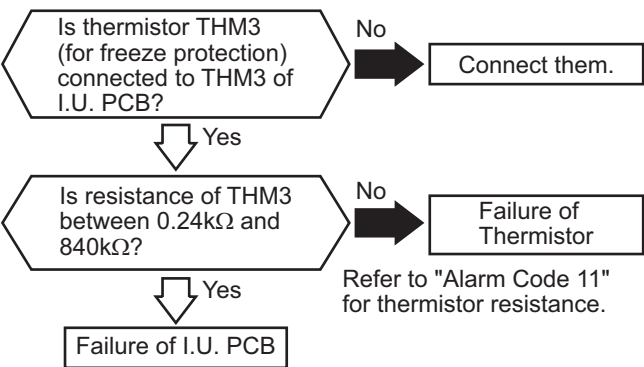 Is thermistor THM3
(for freeze protection)
connected to THM3 of
I.U. PCB?
No
Connect them.
Yes
Is resistance of THM3
between 0.24kΩ and
840kΩ?
No
Failure of
Thermistor
Refer to "Alarm Code 11"
for thermistor resistance.
Yes
Failure of I.U. PCB